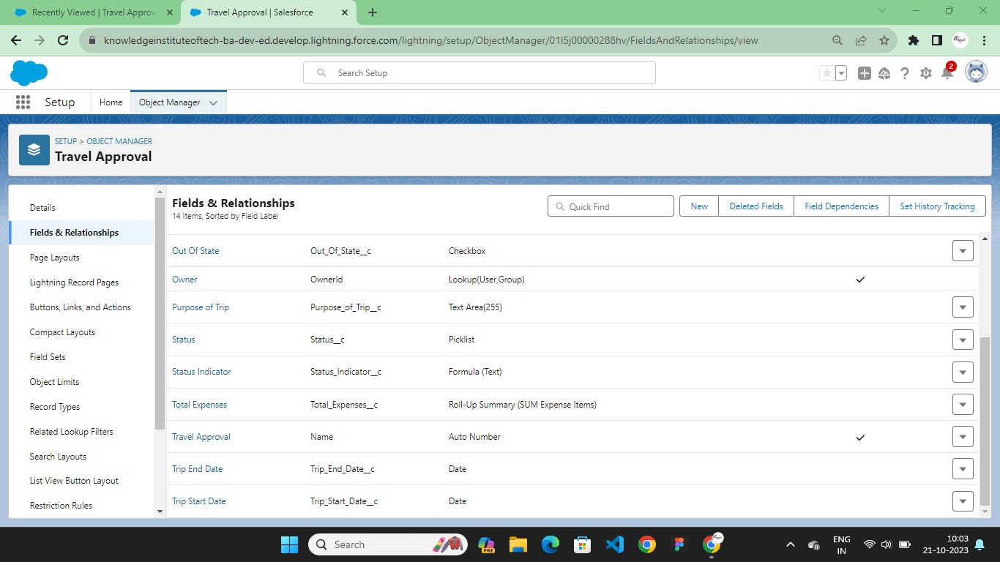 Recently Viewed | Travel Approv
Travel Approval | Salesforce
knowledgeinstituteoftech-ba-dev-ed.develop.lightning.force.com/lightning/setup/ObjectManager/01I5j00000288hv/FieldsAndRelationships/view
Search Setup
2
Setup Home Object Manager
SETUP > OBJECT MANAGER
Travel Approval
Details
Fields & Relationships
Page Layouts
Lightning Record Pages
Buttons, Links, and Actions
Compact Layouts
Field Sets
Object Limits
Record Types
Related Lookup Filters
Search Layouts
List View Button Layout
Restriction Rules
Fields & Relationships
14 Items, Sorted by Field Label
Quick Find
New Deleted Fields Field Dependencies Set History Tracking
Out Of State Out_Of_State__c Checkbox
Owner OwnerId Lookup(User,Group)
Purpose of Trip Purpose_of_Trip__c Text Area(255)
Status Status__c Picklist
Status Indicator Status_Indicator__c Formula (Text)
Total Expenses Total_Expenses__c Roll-Up Summary (SUM Expense Items)
Travel Approval Name Auto Number
Trip End Date Trip_End_Date__c Date
Trip Start Date Trip_Start_Date__c Date
Search
PRE
ENG
IN
10:03
21-10-2023